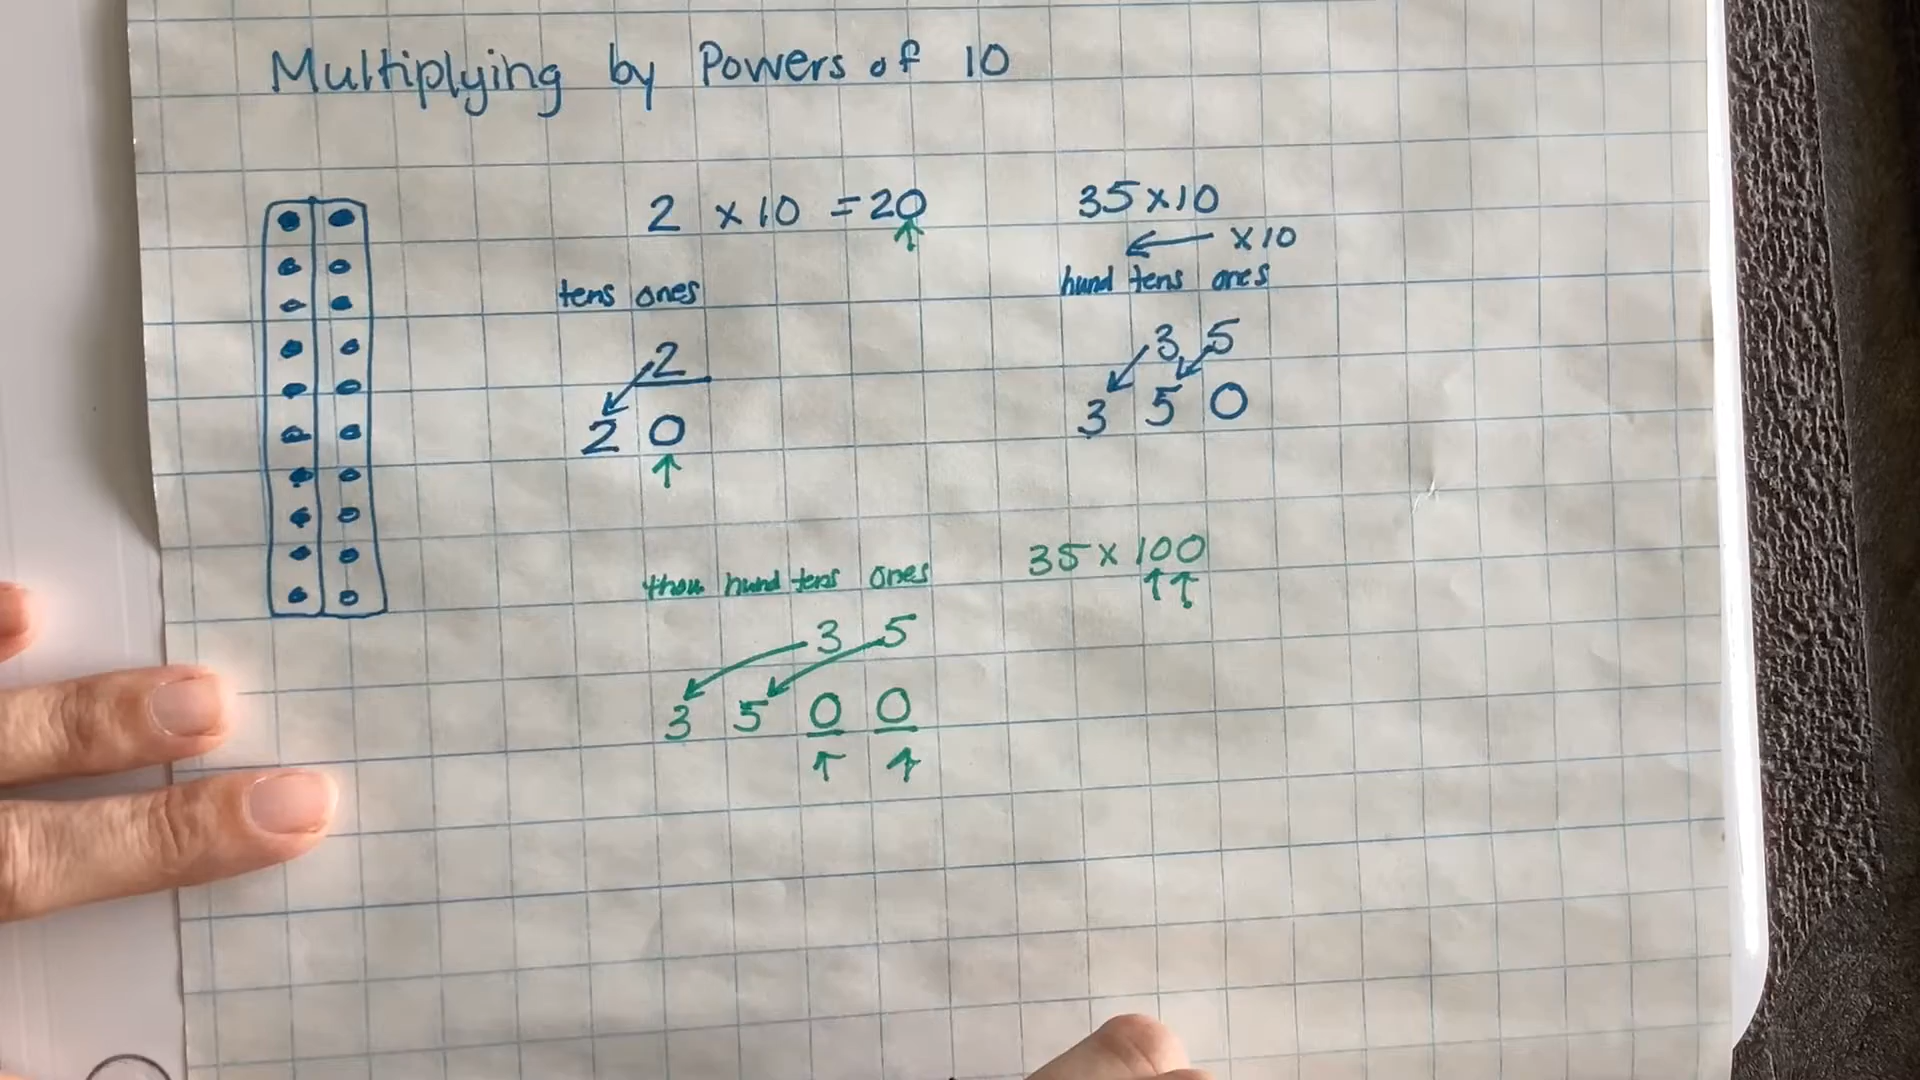 Multiplying by Powers of 10
2 × 10 = 20
tens ones
2
2 0
35 × 10
× 10
hund tens ones
3 5
3 5 0
35 × 100
thou hund tens ones
3 5
3 5 0 0